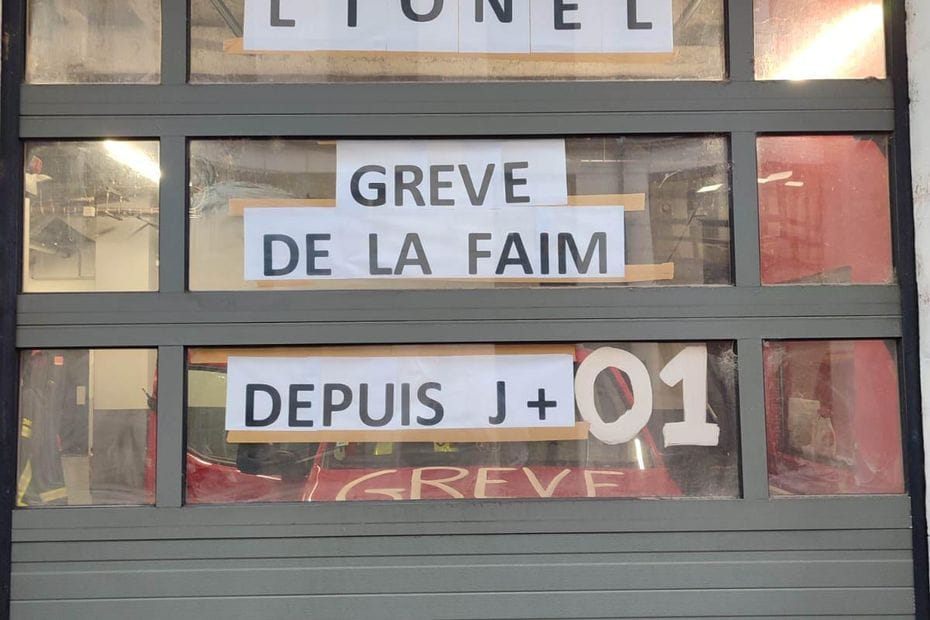 LIONEL
GREVE
DE LA FAIM
DEPUIS J+01
GREVE